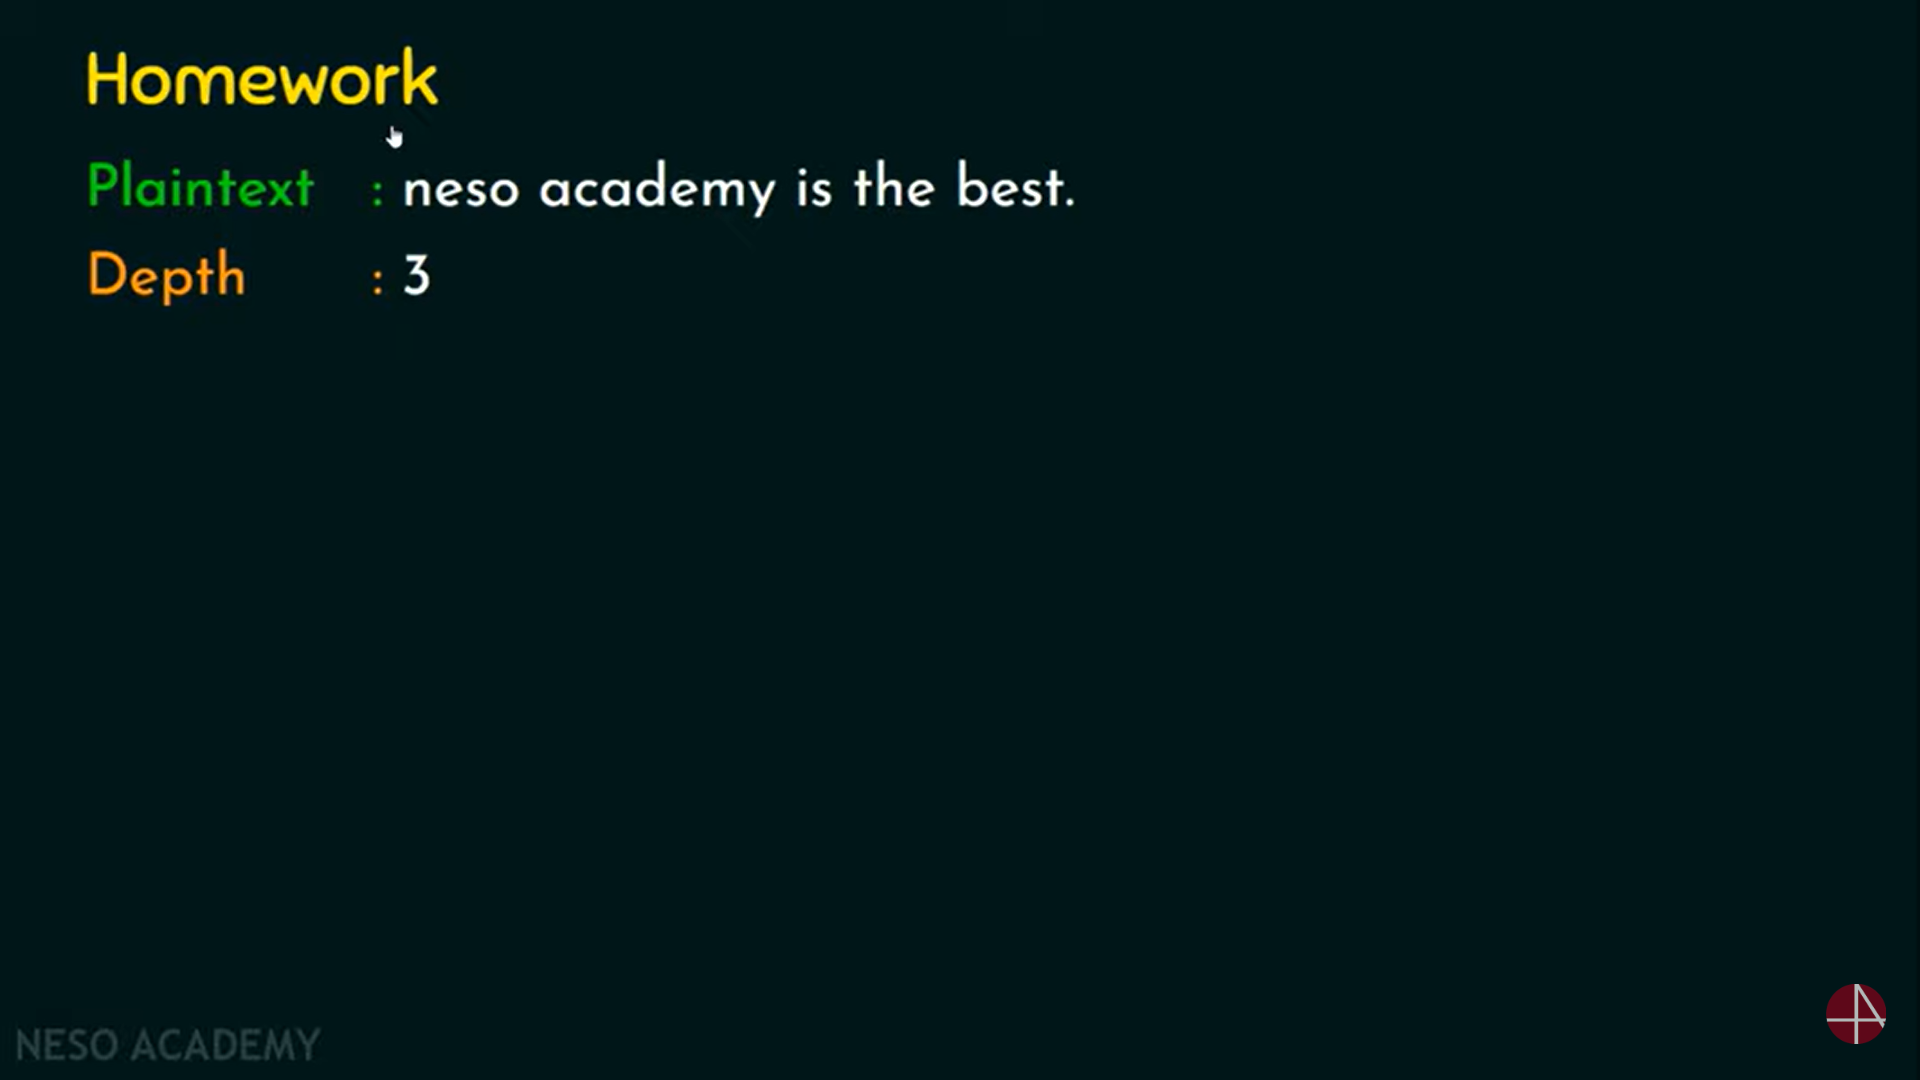 Homework
Plaintext : neso academy is the best.
Depth : 3
NESO ACADEMY